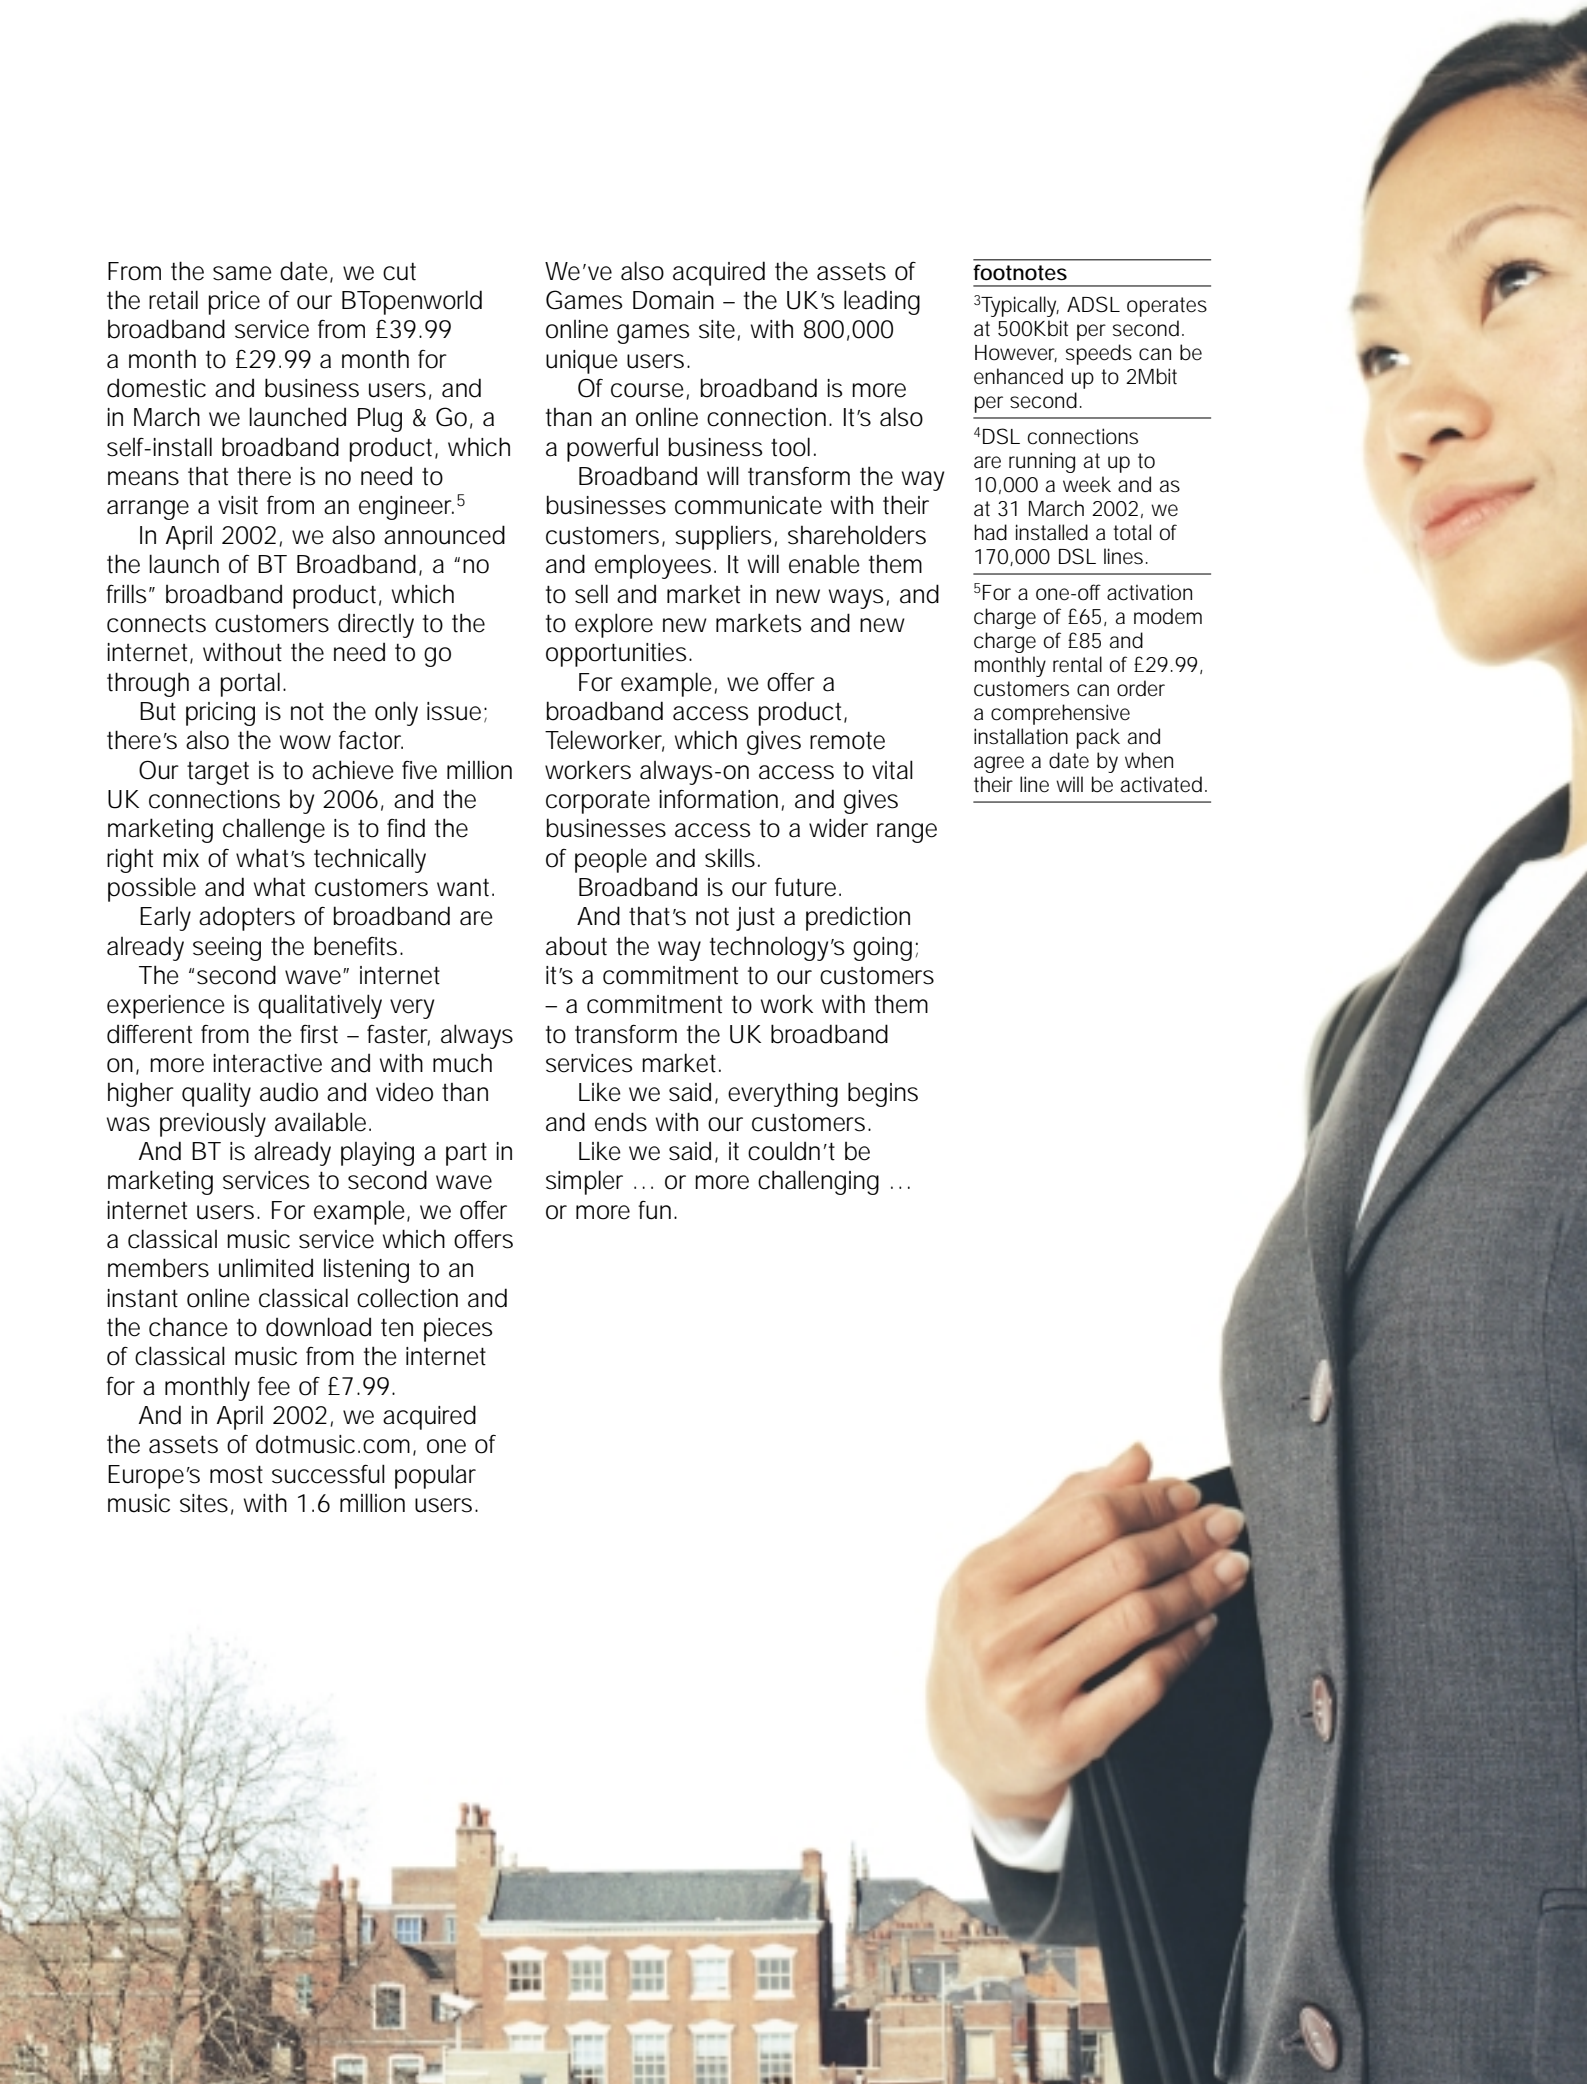 From the same date, we cut
the retail price of our BTopenworld
broadband service from £39.99
a month to £29.99 a month for
domestic and business users, and
in March we launched Plug & Go, a
self-install broadband product, which
means that there is no need to
arrange a visit from an engineer.⁵
In April 2002, we also announced
the launch of BT Broadband, a “no
frills” broadband product, which
connects customers directly to the
internet, without the need to go
through a portal.
But pricing is not the only issue;
there’s also the wow factor.
Our target is to achieve five million
UK connections by 2006, and the
marketing challenge is to find the
right mix of what’s technically
possible and what customers want.
Early adopters of broadband are
already seeing the benefits.
The “second wave” internet
experience is qualitatively very
different from the first – faster, always
on, more interactive and with much
higher quality audio and video than
was previously available.
And BT is already playing a part in
marketing services to second wave
internet users. For example, we offer
a classical music service which offers
members unlimited listening to an
instant online classical collection and
the chance to download ten pieces
of classical music from the internet
for a monthly fee of £7.99.
And in April 2002, we acquired
the assets of dotmusic.com, one of
Europe’s most successful popular
music sites, with 1.6 million users.
We’ve also acquired the assets of
Games Domain – the UK’s leading
online games site, with 800,000
unique users.
Of course, broadband is more
than an online connection. It’s also
a powerful business tool.
Broadband will transform the way
businesses communicate with their
customers, suppliers, shareholders
and employees. It will enable them
to sell and market in new ways, and
to explore new markets and new
opportunities.
For example, we offer a
broadband access product,
Teleworker, which gives remote
workers always-on access to vital
corporate information, and gives
businesses access to a wider range
of people and skills.
Broadband is our future.
And that’s not just a prediction
about the way technology’s going;
it’s a commitment to our customers
– a commitment to work with them
to transform the UK broadband
services market.
Like we said, everything begins
and ends with our customers.
Like we said, it couldn’t be
simpler … or more challenging …
or more fun.
footnotes
³Typically, ADSL operates
at 500Kbit per second.
However, speeds can be
enhanced up to 2Mbit
per second.
⁴DSL connections
are running at up to
10,000 a week and as
at 31 March 2002, we
had installed a total of
170,000 DSL lines.
⁵For a one-off activation
charge of £65, a modem
charge of £85 and
monthly rental of £29.99,
customers can order
a comprehensive
installation pack and
agree a date by when
their line will be activated.